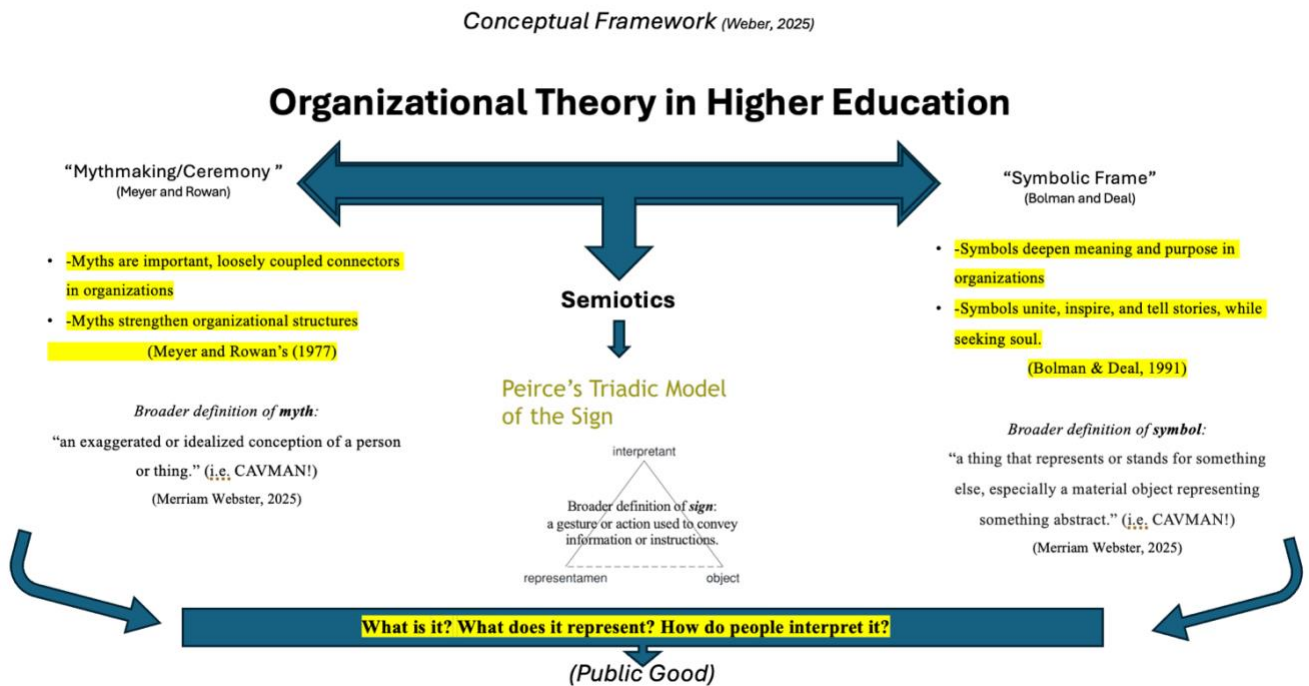 Conceptual Framework (Weber, 2025)
Organizational Theory in Higher Education
“Mythmaking/Ceremony ”
(Meyer and Rowan)
• -Myths are important, loosely coupled connectors
in organizations
• -Myths strengthen organizational structures
(Meyer and Rowan’s (1977)
Broader definition of myth:
“an exaggerated or idealized conception of a person
or thing.” (i.e. CAVMAN!)
(Merriam Webster, 2025)
Semiotics
Peirce’s Triadic Model
of the Sign
interpretant
Broader definition of sign:
a gesture or action used to convey
information or instructions.
representamen
object
“Symbolic Frame”
(Bolman and Deal)
• -Symbols deepen meaning and purpose in
organizations
• -Symbols unite, inspire, and tell stories, while
seeking soul.
(Bolman & Deal, 1991)
Broader definition of symbol:
“a thing that represents or stands for something
else, especially a material object representing
something abstract.” (i.e. CAVMAN!)
(Merriam Webster, 2025)
What is it? What does it represent? How do people interpret it?
(Public Good)